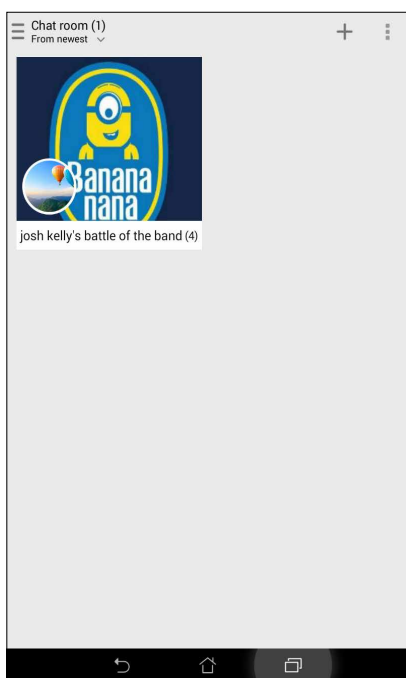 Chat room (1)
From newest
Banana
nana
josh kelly's battle of the band (4)